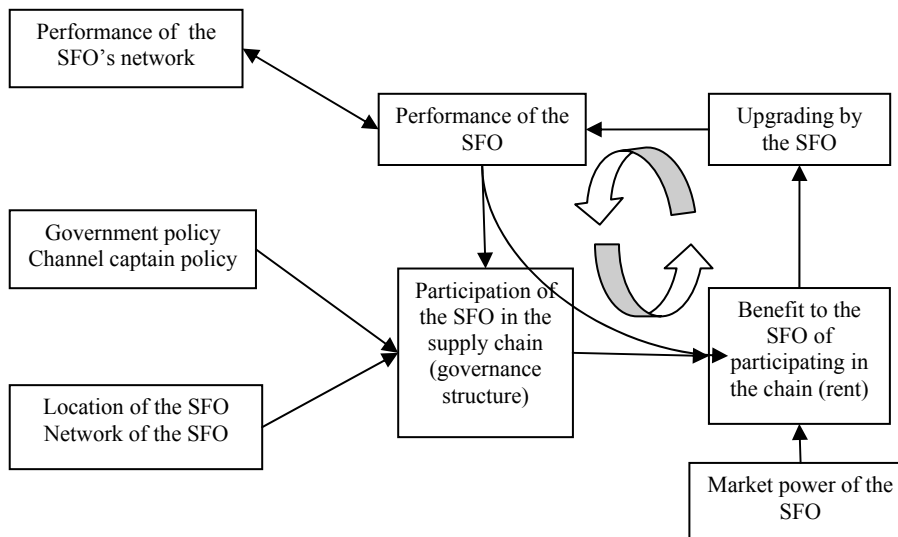 Performance of the
SFO's network
Performance of the
SFO
Upgrading by
the SFO
Government policy
Channel captain policy
Participation of
the SFO in the
supply chain
(governance
structure)
Benefit to the
SFO of
participating in
the chain (rent)
Location of the SFO
Network of the SFO
Market power of the
SFO